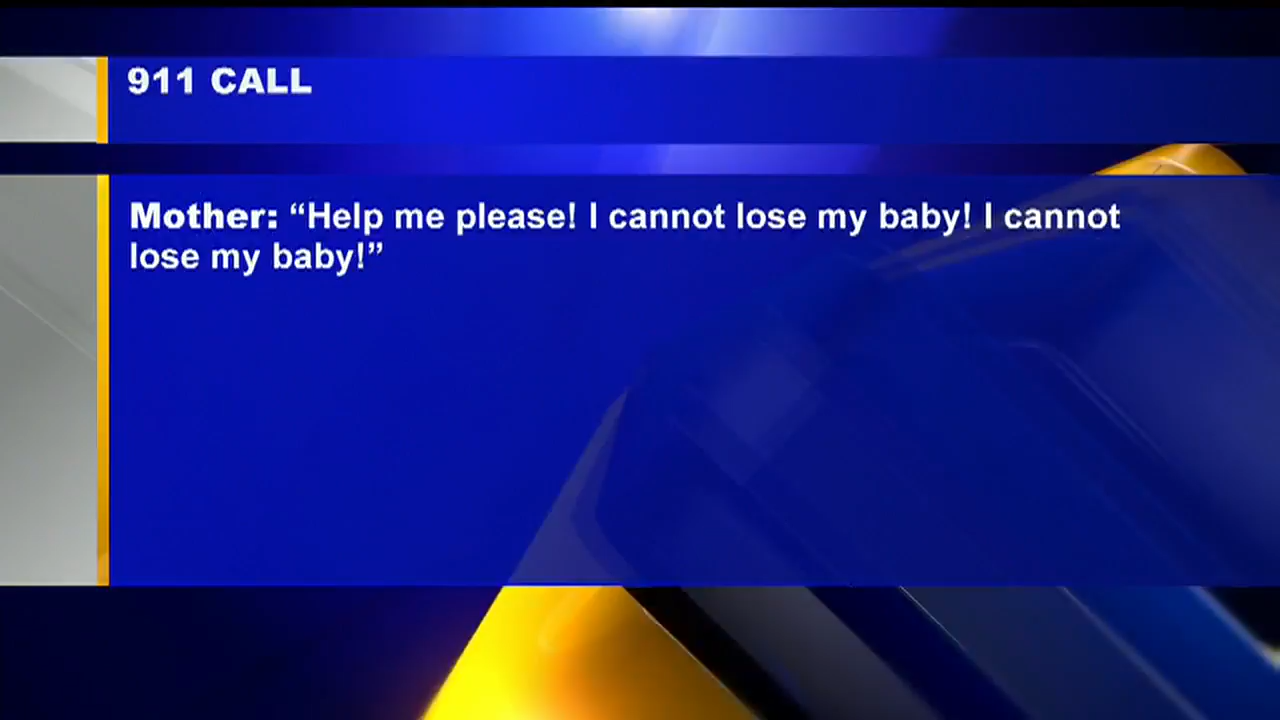 911 CALL
Mother: “Help me please! I cannot lose my baby! I cannot
lose my baby!”